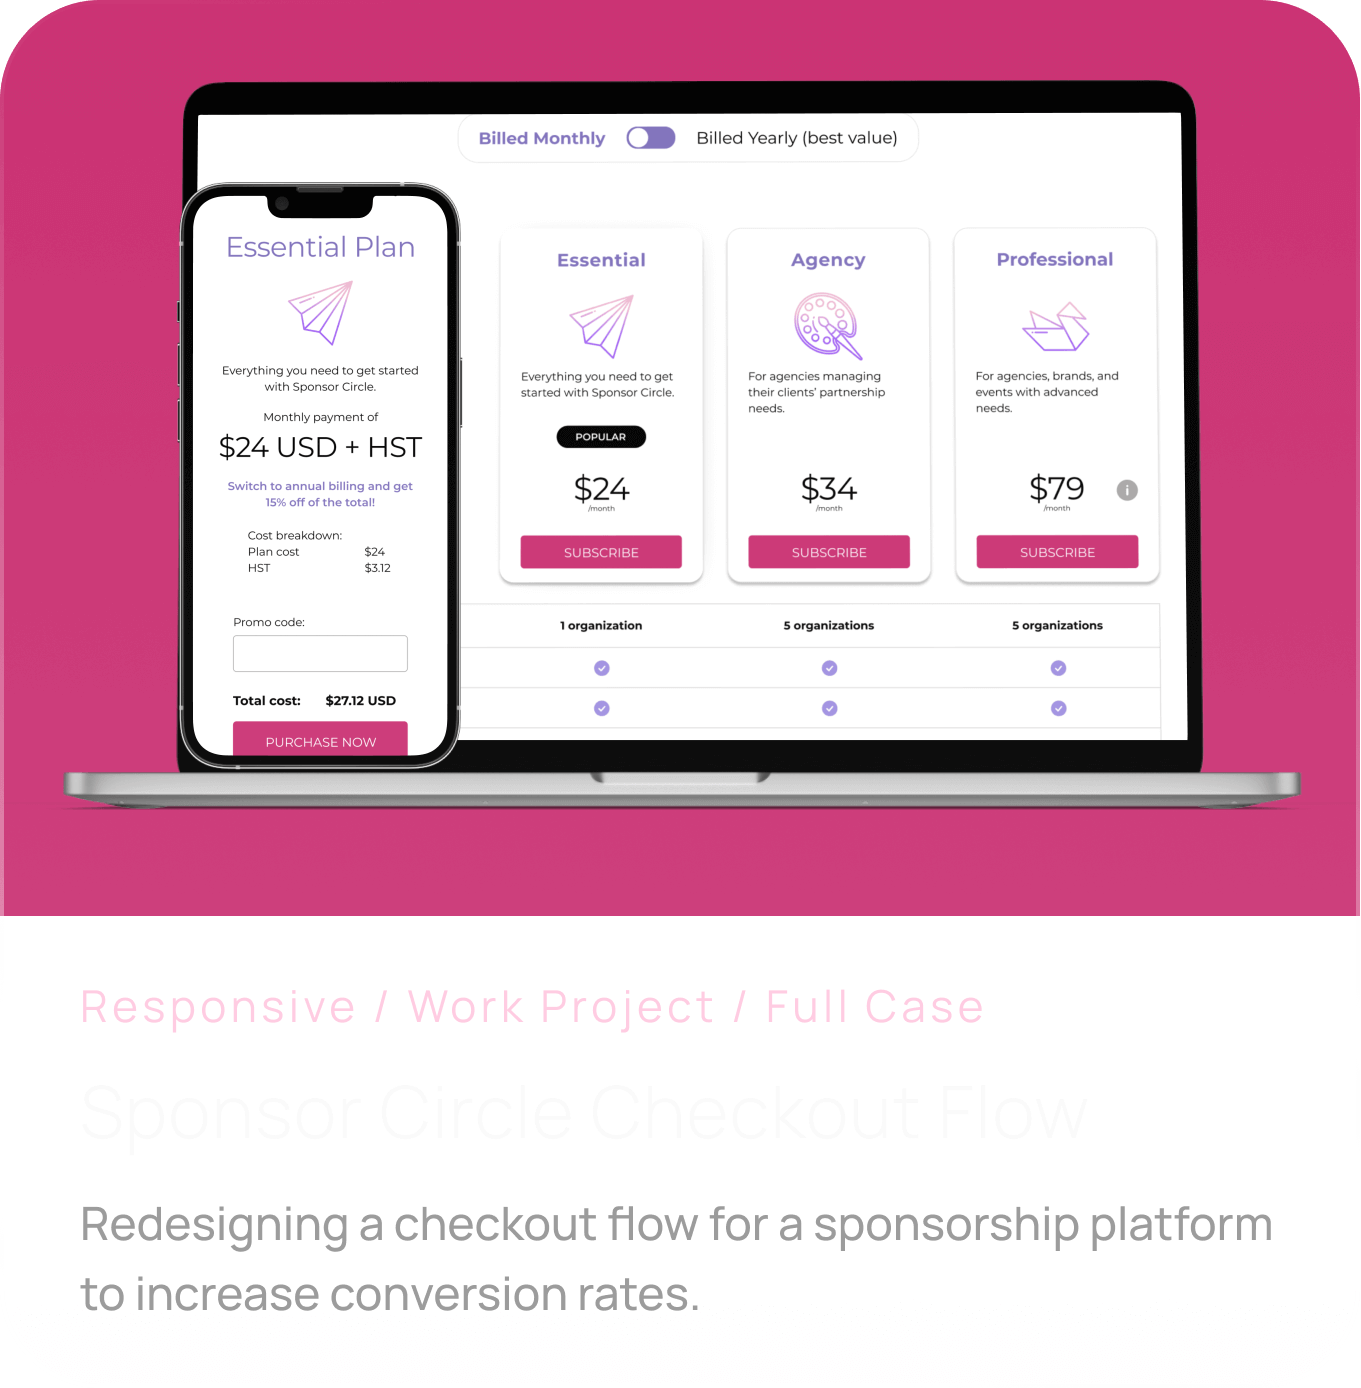 Billed Monthly Billed Yearly (best value)
Essential Plan
Everything you need to get started
with Sponsor Circle.
Monthly payment of
$24 USD + HST
Switch to annual billing and get
15% off of the total!
Cost breakdown:
Plan cost $24
HST $3.12
Promo code:
Total cost: $27.12 USD
PURCHASE NOW
Essential
Everything you need to get
started with Sponsor Circle.
POPULAR
$24
/month
SUBSCRIBE
Agency
For agencies managing
their clients’ partnership
needs.
$34
/month
SUBSCRIBE
Professional
For agencies, brands, and
events with advanced
needs.
$79
/month
i
SUBSCRIBE
1 organization 5 organizations 5 organizations
Responsive / Work Project / Full Case
Sponsor Circle Checkout Flow
Redesigning a checkout flow for a sponsorship platform
to increase conversion rates.